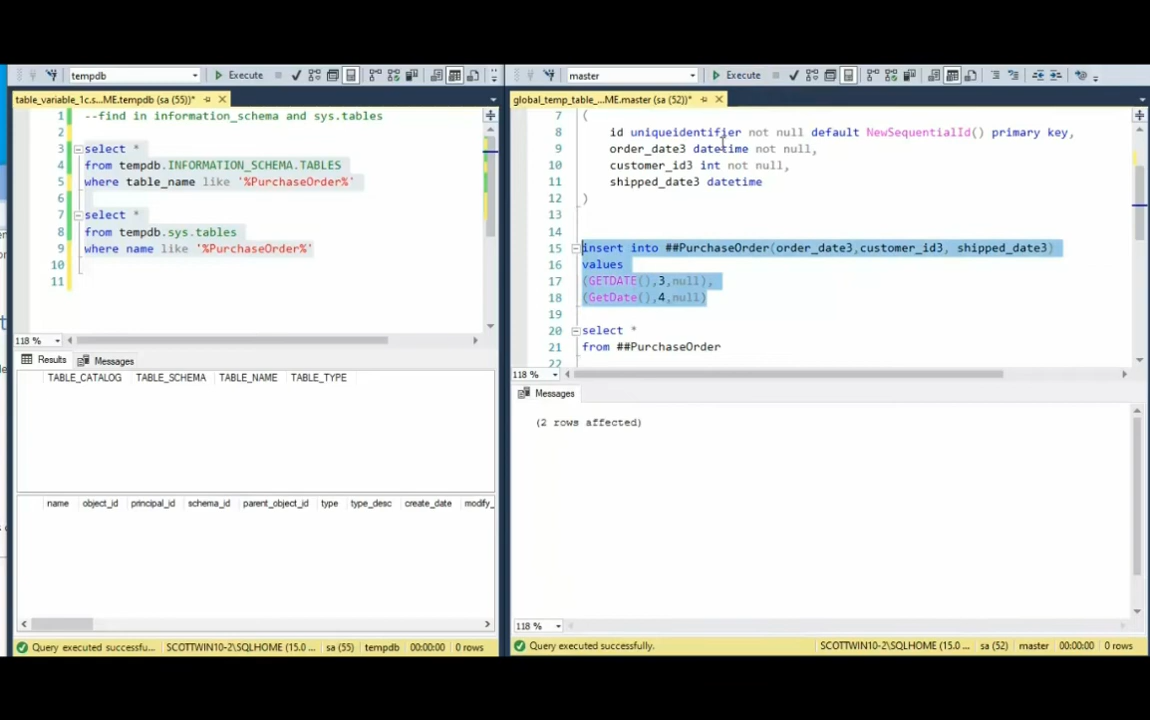 tempdb
Execute
table_variable_1c.s...ME.tempdb (sa (55))*
1 --find in information_schema and sys.tables
2
3 select *
4 from tempdb.INFORMATION_SCHEMA.TABLES
5 where table_name like '%PurchaseOrder%'
6
7 select *
8 from tempdb.sys.tables
9 where name like '%PurchaseOrder%'
10
11
118 %
Results Messages
TABLE_CATALOG TABLE_SCHEMA TABLE_NAME TABLE_TYPE
name object_id principal_id schema_id parent_object_id type type_desc create_date modify_
Query executed successfu... SCOTTWIN10-2\SQLHOME (15.0 ... sa (55) tempdb 00:00:00 0 rows
master
Execute
global_temp_table_...ME.master (sa (52))*
7 (
8 id uniqueidentifier not null default NewSequentialId() primary key,
9 order_date3 datetime not null,
10 customer_id3 int not null,
11 shipped_date3 datetime
12 )
13
14
15 insert into ##PurchaseOrder(order_date3,customer_id3, shipped_date3)
16 values
17 (GETDATE(),3,null),
18 (GetDate(),4,null)
19
20 select *
21 from ##PurchaseOrder
22
118 %
Messages
(2 rows affected)
118 %
Query executed successfully. SCOTTWIN10-2\SQLHOME (15.0 ... sa (52) master 00:00:00 0 rows